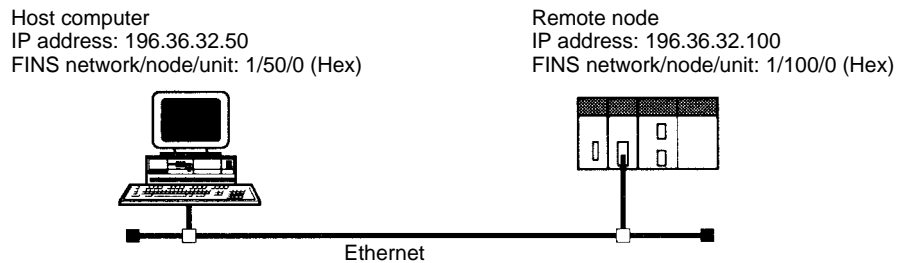 Host computer
IP address: 196.36.32.50
FINS network/node/unit: 1/50/0 (Hex)
Remote node
IP address: 196.36.32.100
FINS network/node/unit: 1/100/0 (Hex)
Ethernet